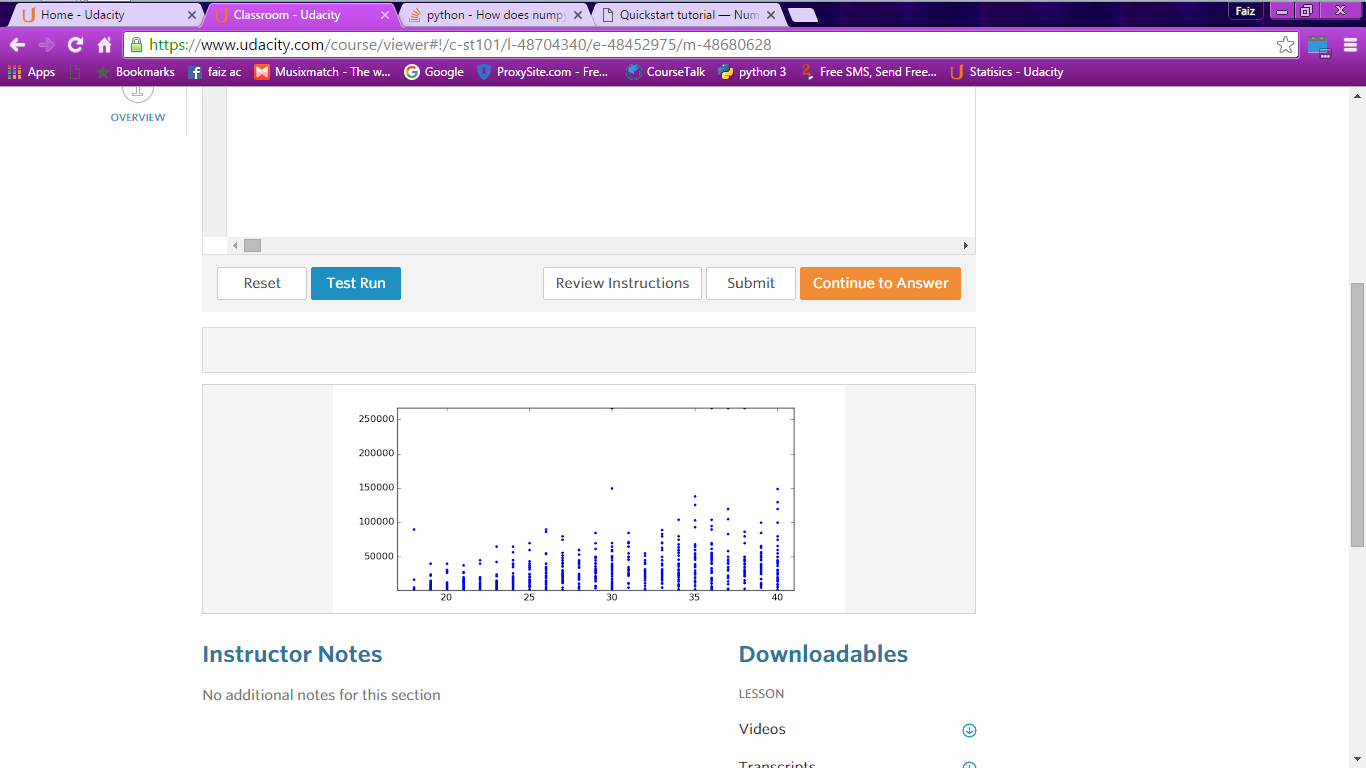 Home - Udacity
Classroom - Udacity
python - How does nump
Quickstart tutorial — Num
Faiz
https://www.udacity.com/course/viewer#!/c-st101/l-48704340/e-48452975/m-48680628
Apps
Bookmarks
faiz ac
Musixmatch - The w...
Google
ProxySite.com - Fre...
CourseTalk
python 3
Free SMS, Send Free...
Statisics - Udacity
OVERVIEW
Reset
Test Run
Review Instructions
Submit
Continue to Answer
250000
200000
150000
100000
50000
20 25 30 35 40
Instructor Notes
No additional notes for this section
Downloadables
LESSON
Videos
Transcripts